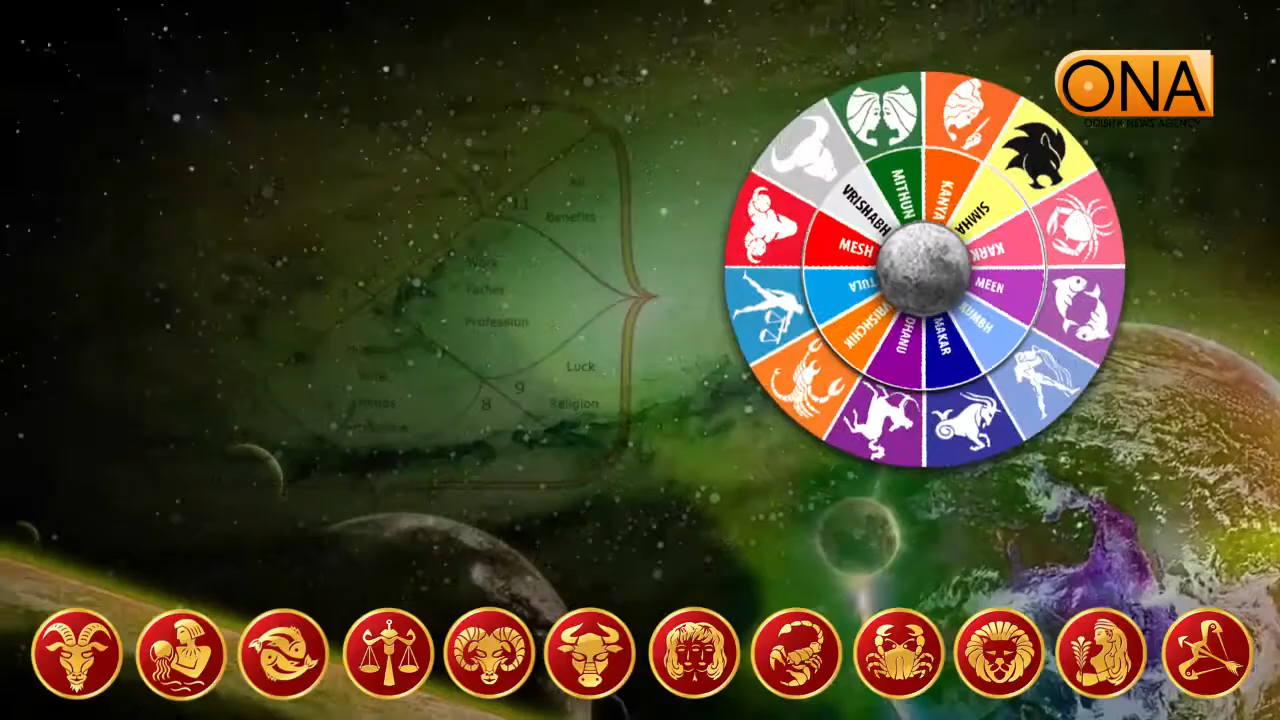 ONA
ODISHA NEWS AGENCY
MITHUN
KANYA
VRISHABH
SIMHA
MESH
KARK
TULA
MEEN
VRISHCHIK
KUMBH
DHANU
MAKAR
All
11
Benefits
Father
Profession
Luck
9
8
Religion